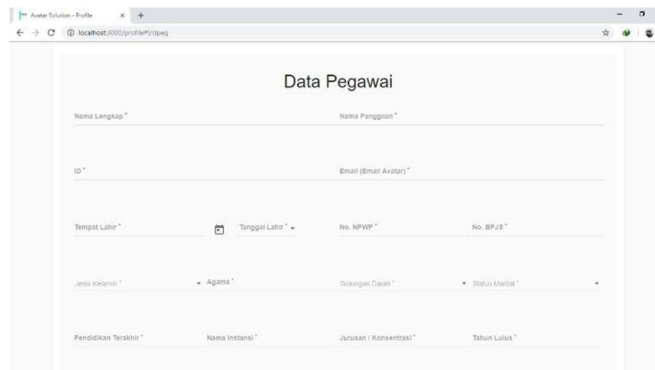 Avatar Solution - Profile
localhost:3000/profile#!/dpeg
Data Pegawai
Nama Lengkap *
Nama Panggilan *
ID *
Email (Email Avatar) *
Tempat Lahir *
Tanggal Lahir *
No. NPWP *
No. BPJS *
Jenis Kelamin *
Agama *
Golongan Darah *
Status Marital *
Pendidikan Terakhir *
Nama Instansi *
Jurusan / Konsentrasi *
Tahun Lulus *